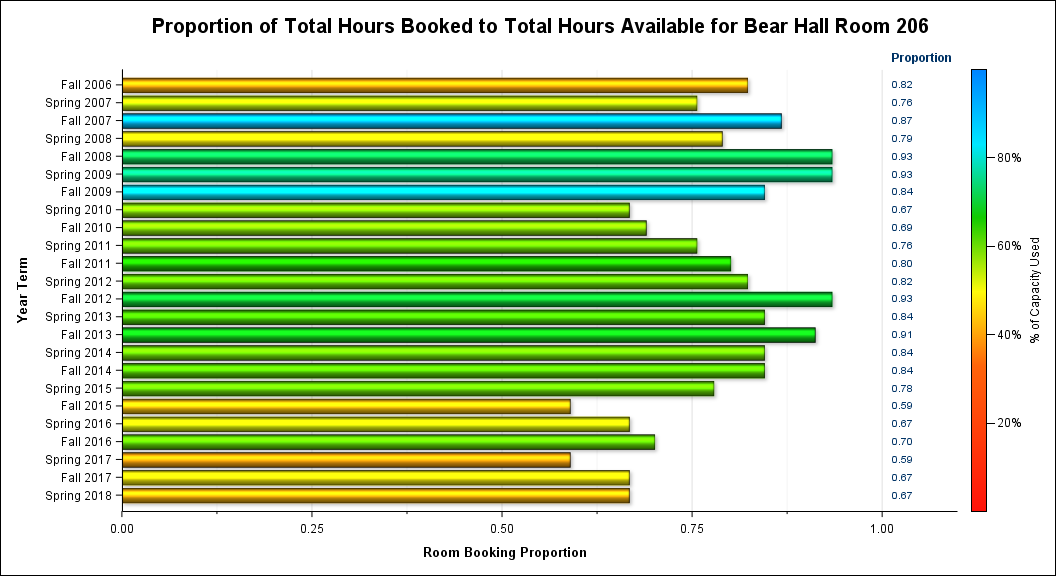 Proportion of Total Hours Booked to Total Hours Available for Bear Hall Room 206
Proportion
Fall 2006 0.82
Spring 2007 0.76
Fall 2007 0.87
Spring 2008 0.79
Fall 2008 0.93
Spring 2009 0.93
Fall 2009 0.84
Spring 2010 0.67
Fall 2010 0.69
Spring 2011 0.76
Fall 2011 0.80
Spring 2012 0.82
Fall 2012 0.93
Spring 2013 0.84
Fall 2013 0.91
Spring 2014 0.84
Fall 2014 0.84
Spring 2015 0.78
Fall 2015 0.59
Spring 2016 0.67
Fall 2016 0.70
Spring 2017 0.59
Fall 2017 0.67
Spring 2018 0.67
Year Term
0.00 0.25 0.50 0.75 1.00
Room Booking Proportion
80%
60%
40%
20%
% of Capacity Used